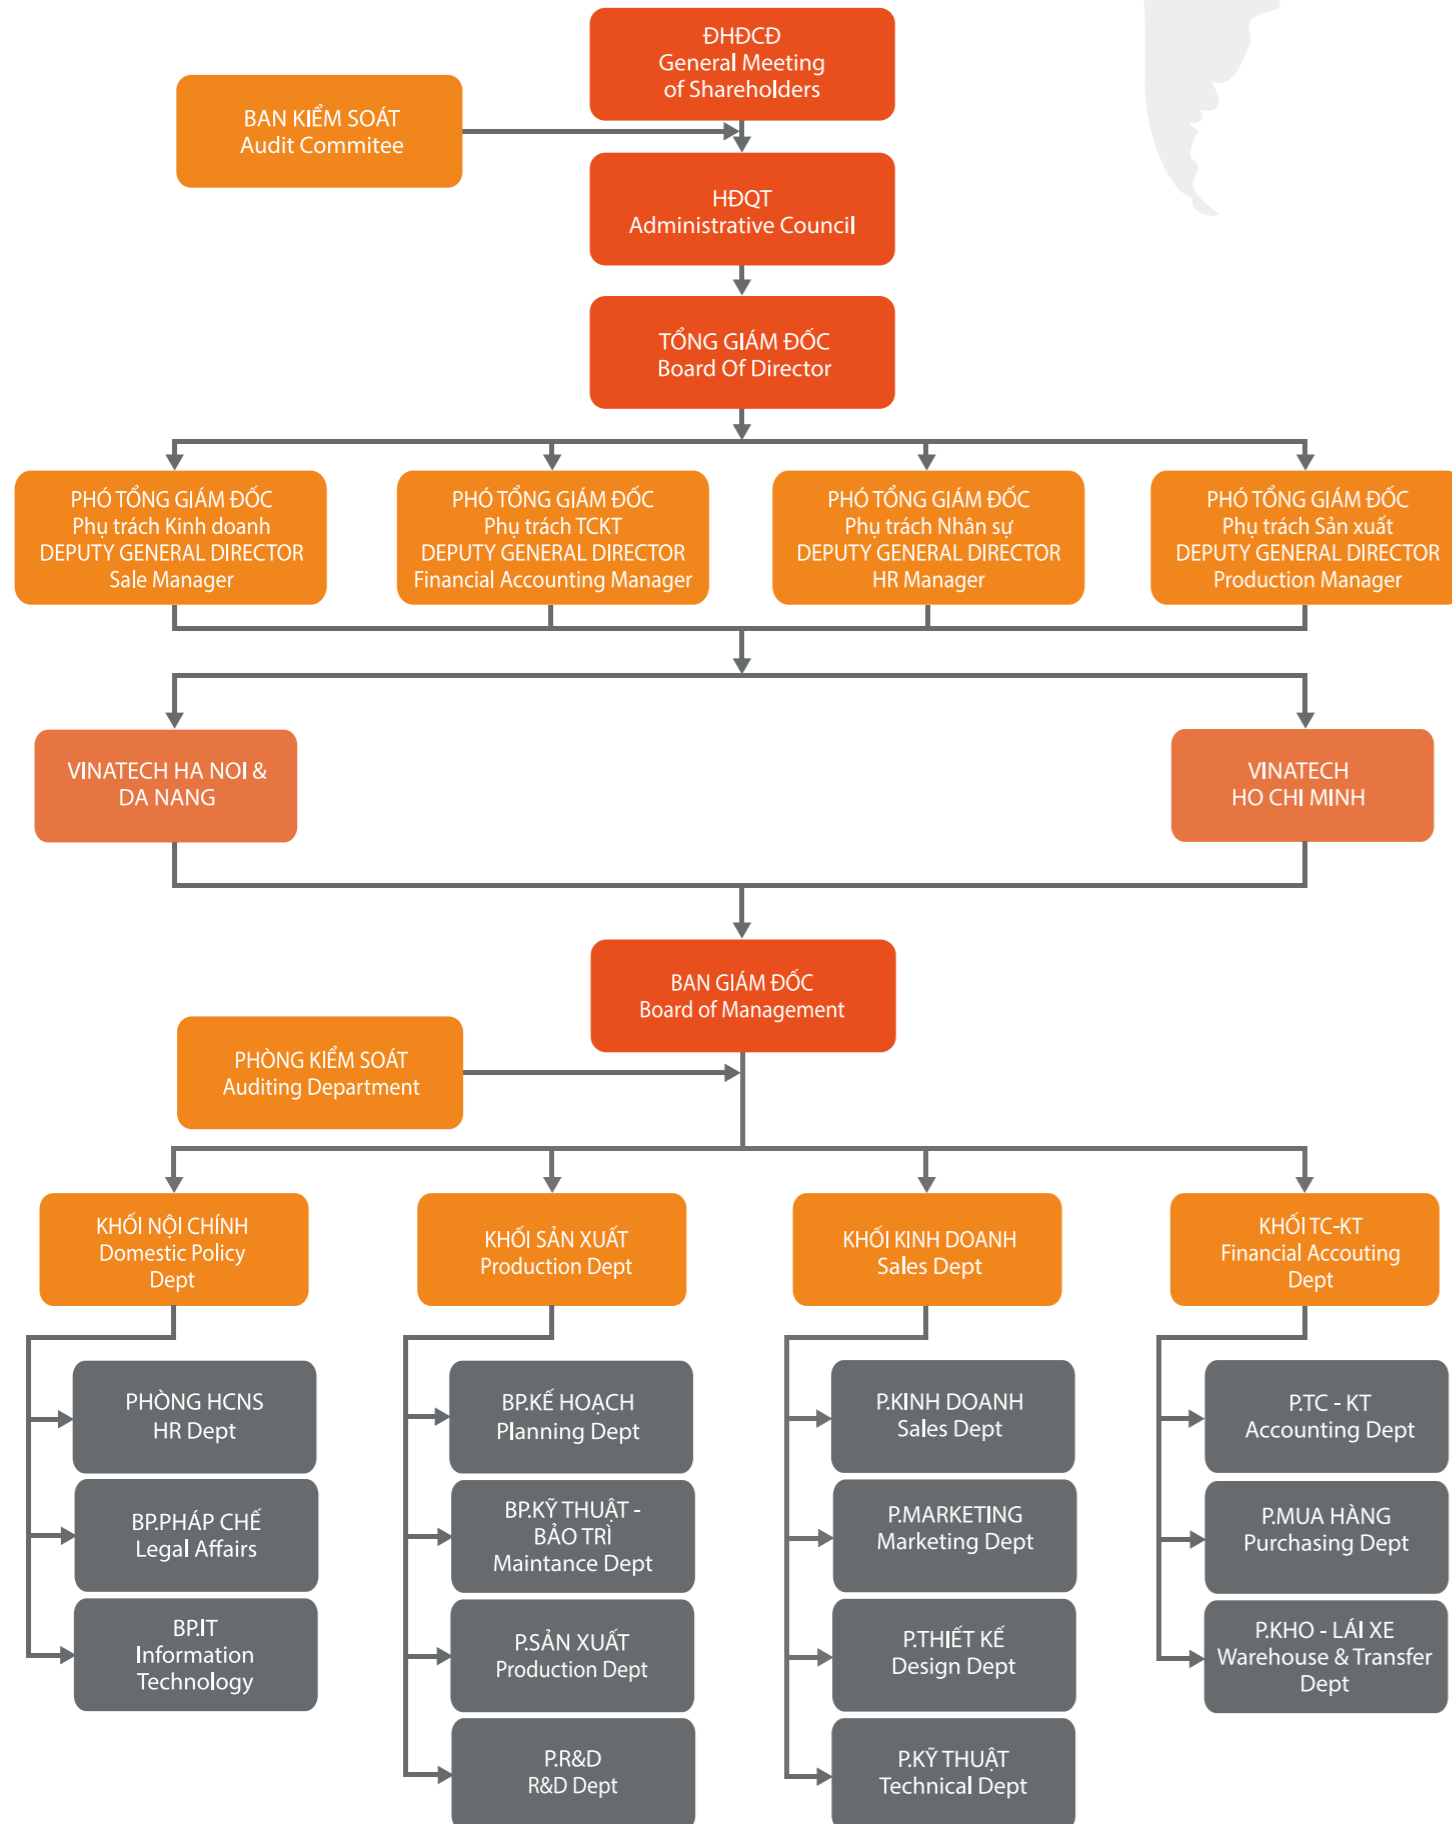 ĐHĐCĐ
General Meeting
of Shareholders
BAN KIỂM SOÁT
Audit Commitee
HĐQT
Administrative Council
TỔNG GIÁM ĐỐC
Board Of Director
PHÓ TỔNG GIÁM ĐỐC
Phụ trách Kinh doanh
DEPUTY GENERAL DIRECTOR
Sale Manager
PHÓ TỔNG GIÁM ĐỐC
Phụ trách TCKT
DEPUTY GENERAL DIRECTOR
Financial Accounting Manager
PHÓ TỔNG GIÁM ĐỐC
Phụ trách Nhân sự
DEPUTY GENERAL DIRECTOR
HR Manager
PHÓ TỔNG GIÁM ĐỐC
Phụ trách Sản xuất
DEPUTY GENERAL DIRECTOR
Production Manager
VINATECH HA NOI &
DA NANG
VINATECH
HO CHI MINH
BAN GIÁM ĐỐC
Board of Management
PHÒNG KIỂM SOÁT
Auditing Department
KHỐI NỘI CHÍNH
Domestic Policy
Dept
KHỐI SẢN XUẤT
Production Dept
KHỐI KINH DOANH
Sales Dept
KHỐI TC-KT
Financial Accouting
Dept
PHÒNG HCNS
HR Dept
BP.PHÁP CHẾ
Legal Affairs
BP.IT
Information
Technology
BP.KẾ HOẠCH
Planning Dept
BP.KỸ THUẬT -
BẢO TRÌ
Maintance Dept
P.SẢN XUẤT
Production Dept
P.R&D
R&D Dept
P.KINH DOANH
Sales Dept
P.MARKETING
Marketing Dept
P.THIẾT KẾ
Design Dept
P.KỸ THUẬT
Technical Dept
P.TC - KT
Accounting Dept
P.MUA HÀNG
Purchasing Dept
P.KHO - LÁI XE
Warehouse & Transfer
Dept